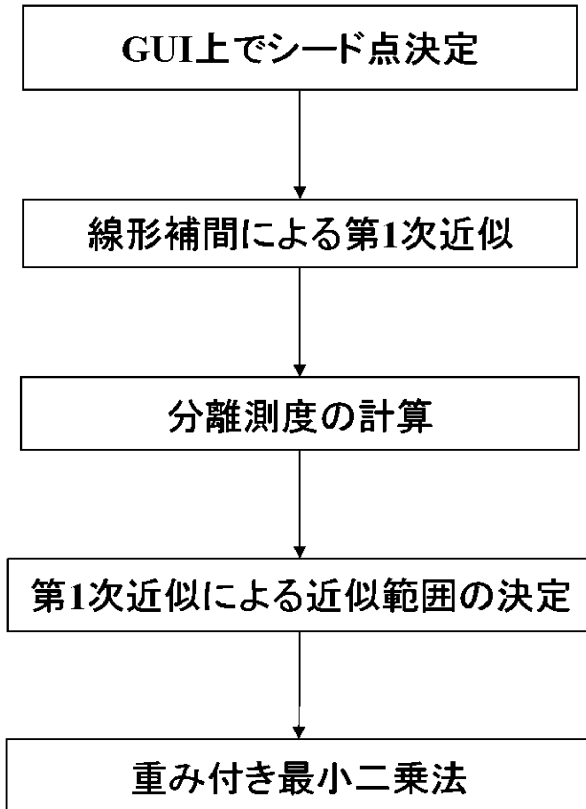 GUI上でシード点決定
線形補間による第1次近似
分離測度の計算
第1次近似による近似範囲の決定
重み付き最小二乗法